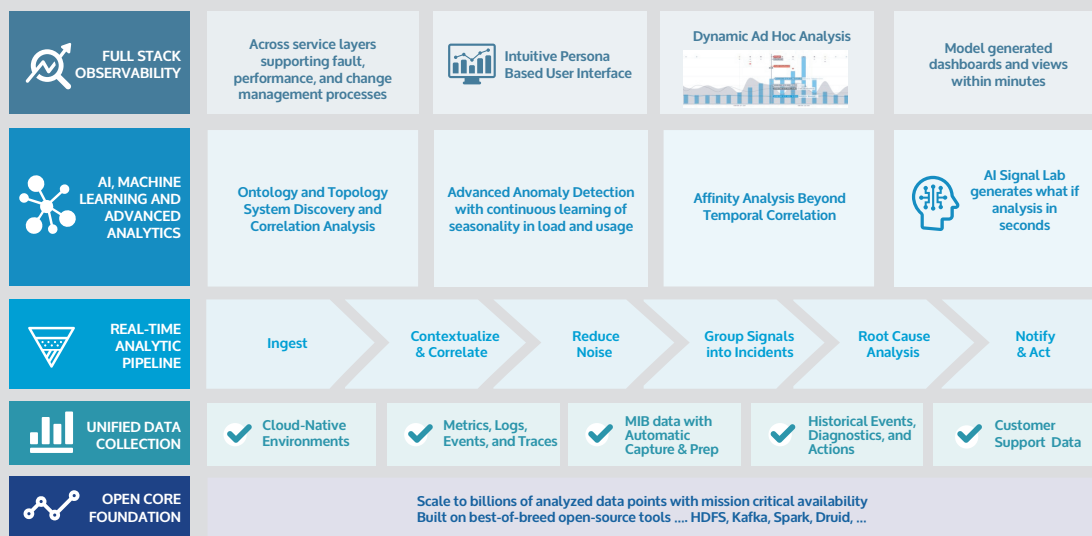 FULL STACK
OBSERVABILITY
Across service layers
supporting fault,
performance, and change
management processes
Intuitive Persona
Based User Interface
Dynamic Ad Hoc Analysis
Model generated
dashboards and views
within minutes
AI, MACHINE
LEARNING AND
ADVANCED
ANALYTICS
Ontology and Topology
System Discovery and
Correlation Analysis
Advanced Anomaly Detection
with continuous learning of
seasonality in load and usage
Affinity Analysis Beyond
Temporal Correlation
AI Signal Lab
generates what if
analysis in
seconds
REAL-TIME
ANALYTIC
PIPELINE
Ingest
Contextualize
& Correlate
Reduce
Noise
Group Signals
into Incidents
Root Cause
Analysis
Notify
& Act
UNIFIED DATA
COLLECTION
Cloud-Native
Environments
Metrics, Logs,
Events, and Traces
MIB data with
Automatic
Capture & Prep
Historical Events,
Diagnostics, and
Actions
Customer
Support Data
OPEN CORE
FOUNDATION
Scale to billions of analyzed data points with mission critical availability
Built on best-of-breed open-source tools .... HDFS, Kafka, Spark, Druid, ...